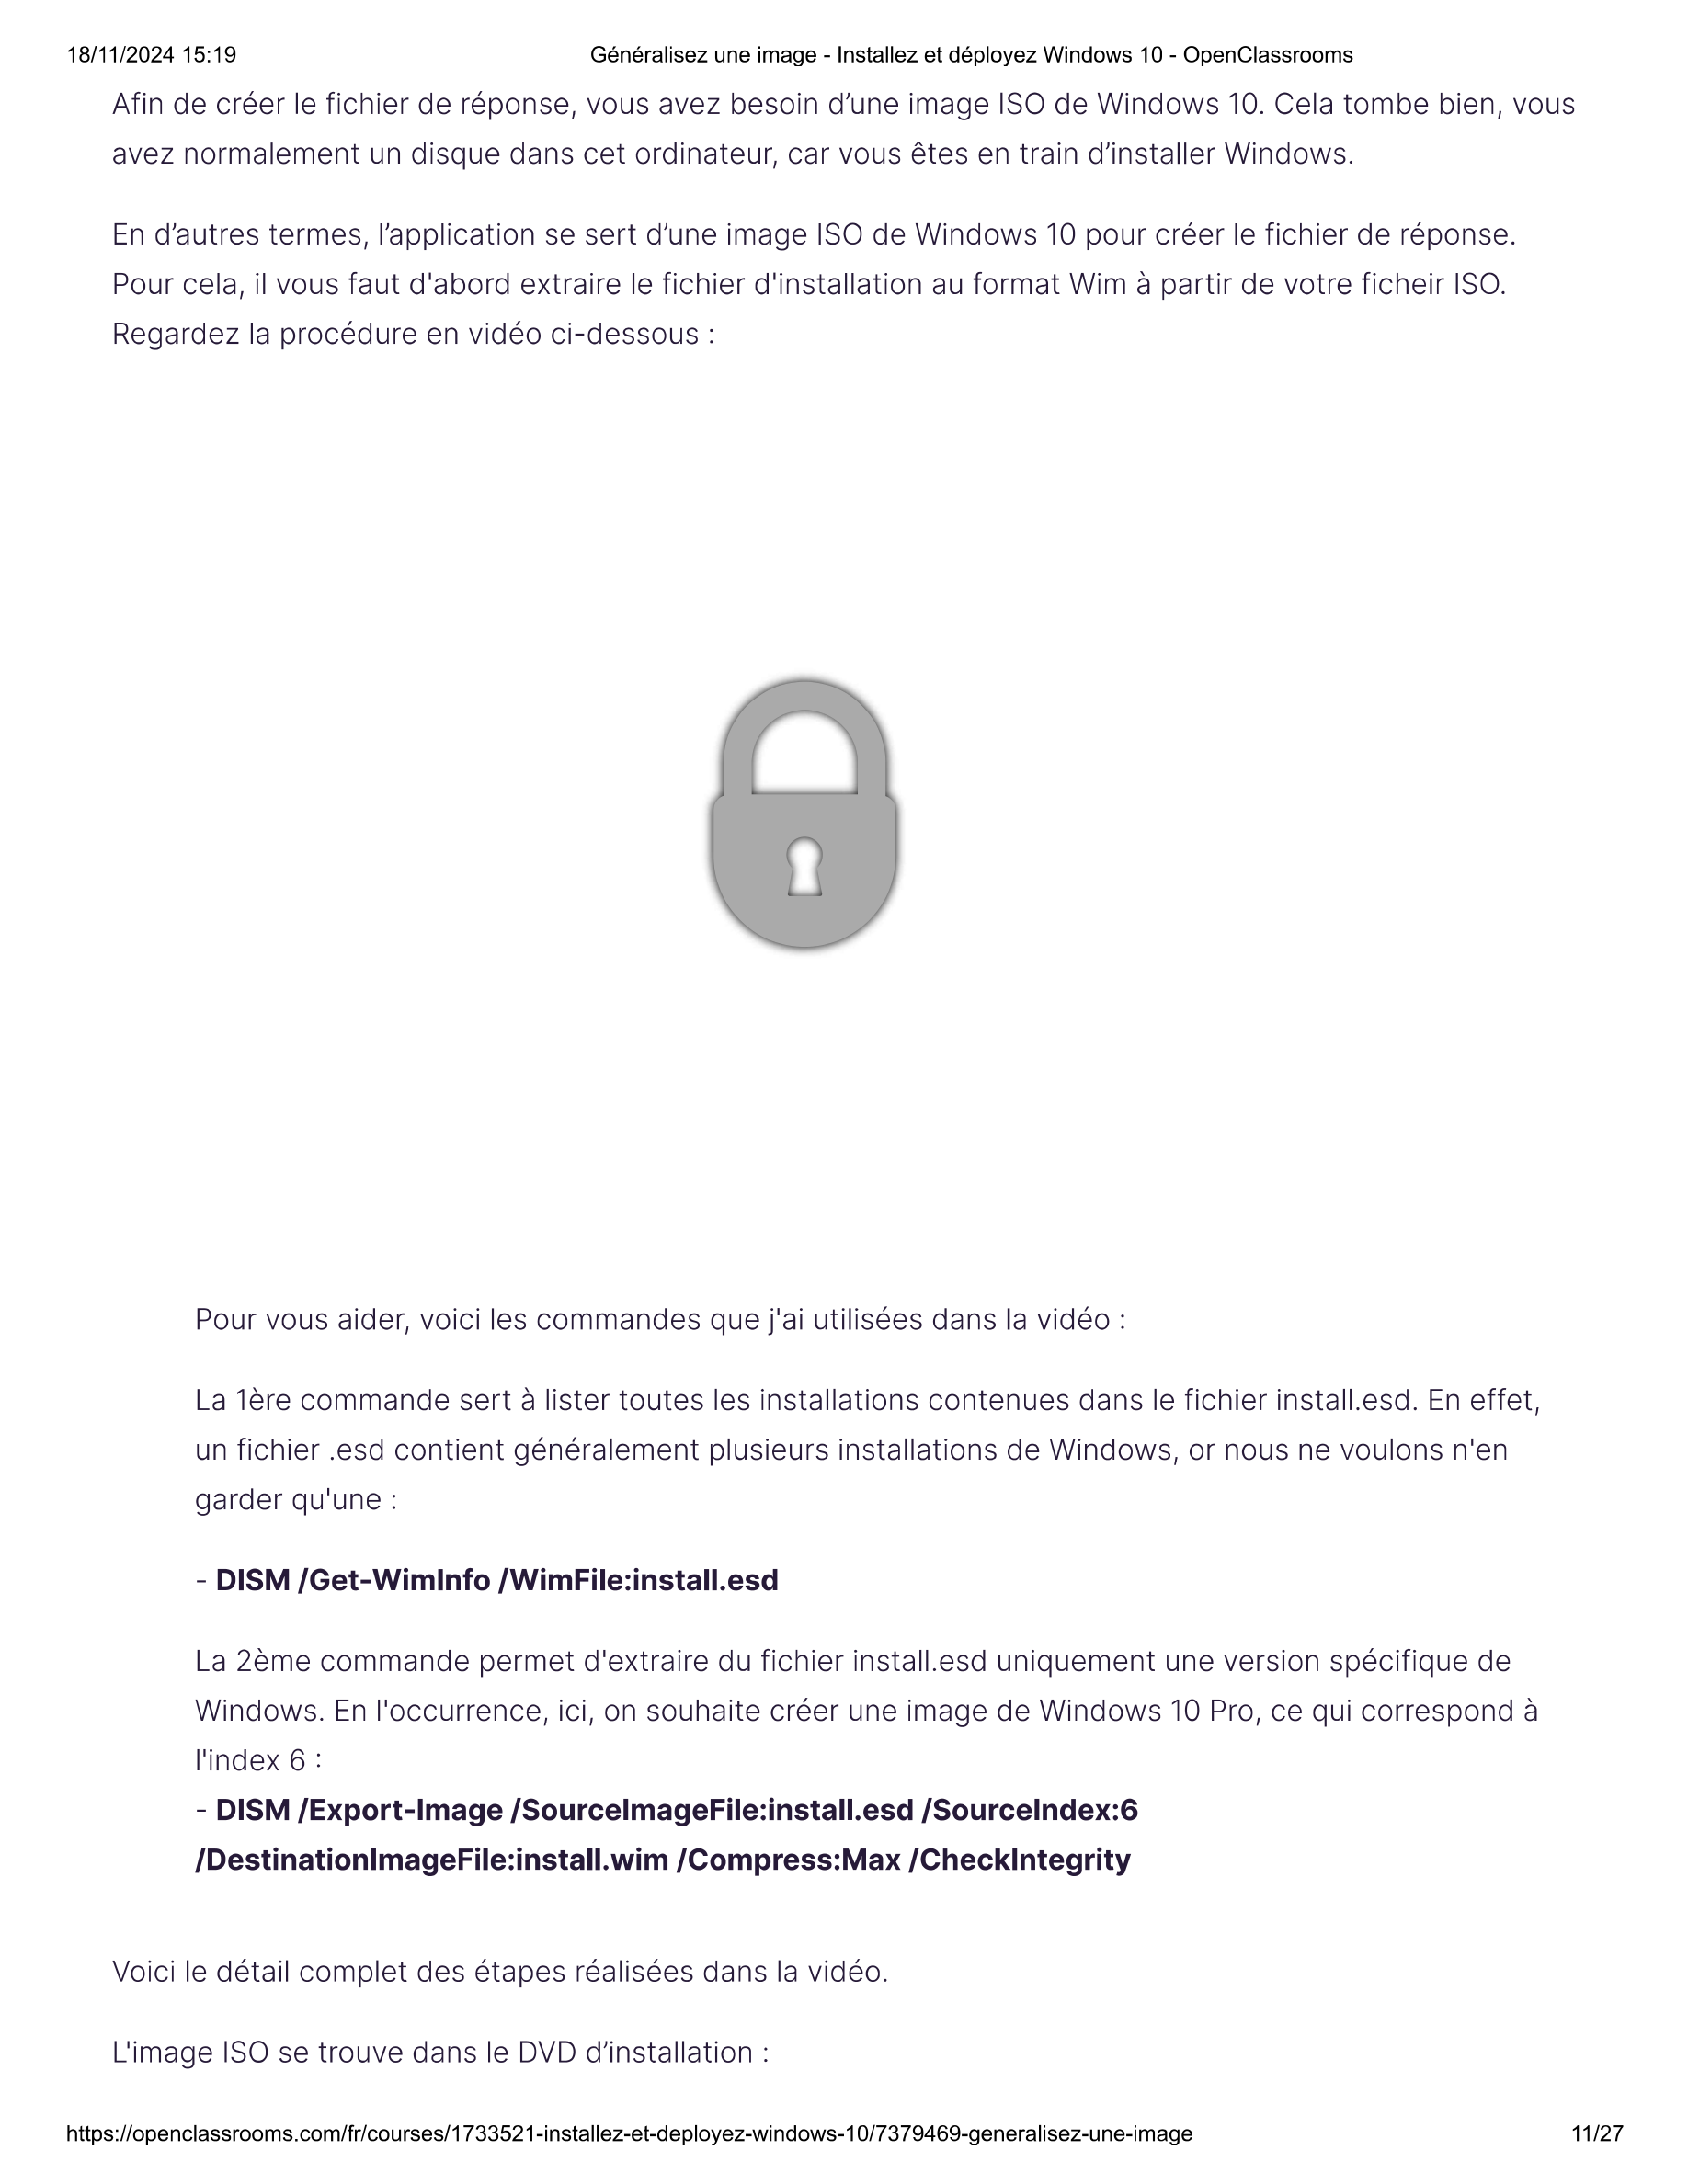 18/11/2024 15:19
Généralisez une image - Installez et déployez Windows 10 - OpenClassrooms
Afin de créer le fichier de réponse, vous avez besoin d’une image ISO de Windows 10. Cela tombe bien, vous
avez normalement un disque dans cet ordinateur, car vous êtes en train d’installer Windows.
En d’autres termes, l’application se sert d’une image ISO de Windows 10 pour créer le fichier de réponse.
Pour cela, il vous faut d'abord extraire le fichier d'installation au format Wim à partir de votre ficheir ISO.
Regardez la procédure en vidéo ci-dessous :
Pour vous aider, voici les commandes que j'ai utilisées dans la vidéo :
La 1ère commande sert à lister toutes les installations contenues dans le fichier install.esd. En effet,
un fichier .esd contient généralement plusieurs installations de Windows, or nous ne voulons n'en
garder qu'une :
- DISM /Get-WimInfo /WimFile:install.esd
La 2ème commande permet d'extraire du fichier install.esd uniquement une version spécifique de
Windows. En l'occurrence, ici, on souhaite créer une image de Windows 10 Pro, ce qui correspond à
l'index 6 :
- DISM /Export-Image /SourceImageFile:install.esd /SourceIndex:6
/DestinationImageFile:install.wim /Compress:Max /CheckIntegrity
Voici le détail complet des étapes réalisées dans la vidéo.
L'image ISO se trouve dans le DVD d’installation :
https://openclassrooms.com/fr/courses/1733521-installez-et-deployez-windows-10/7379469-generalisez-une-image
11/27